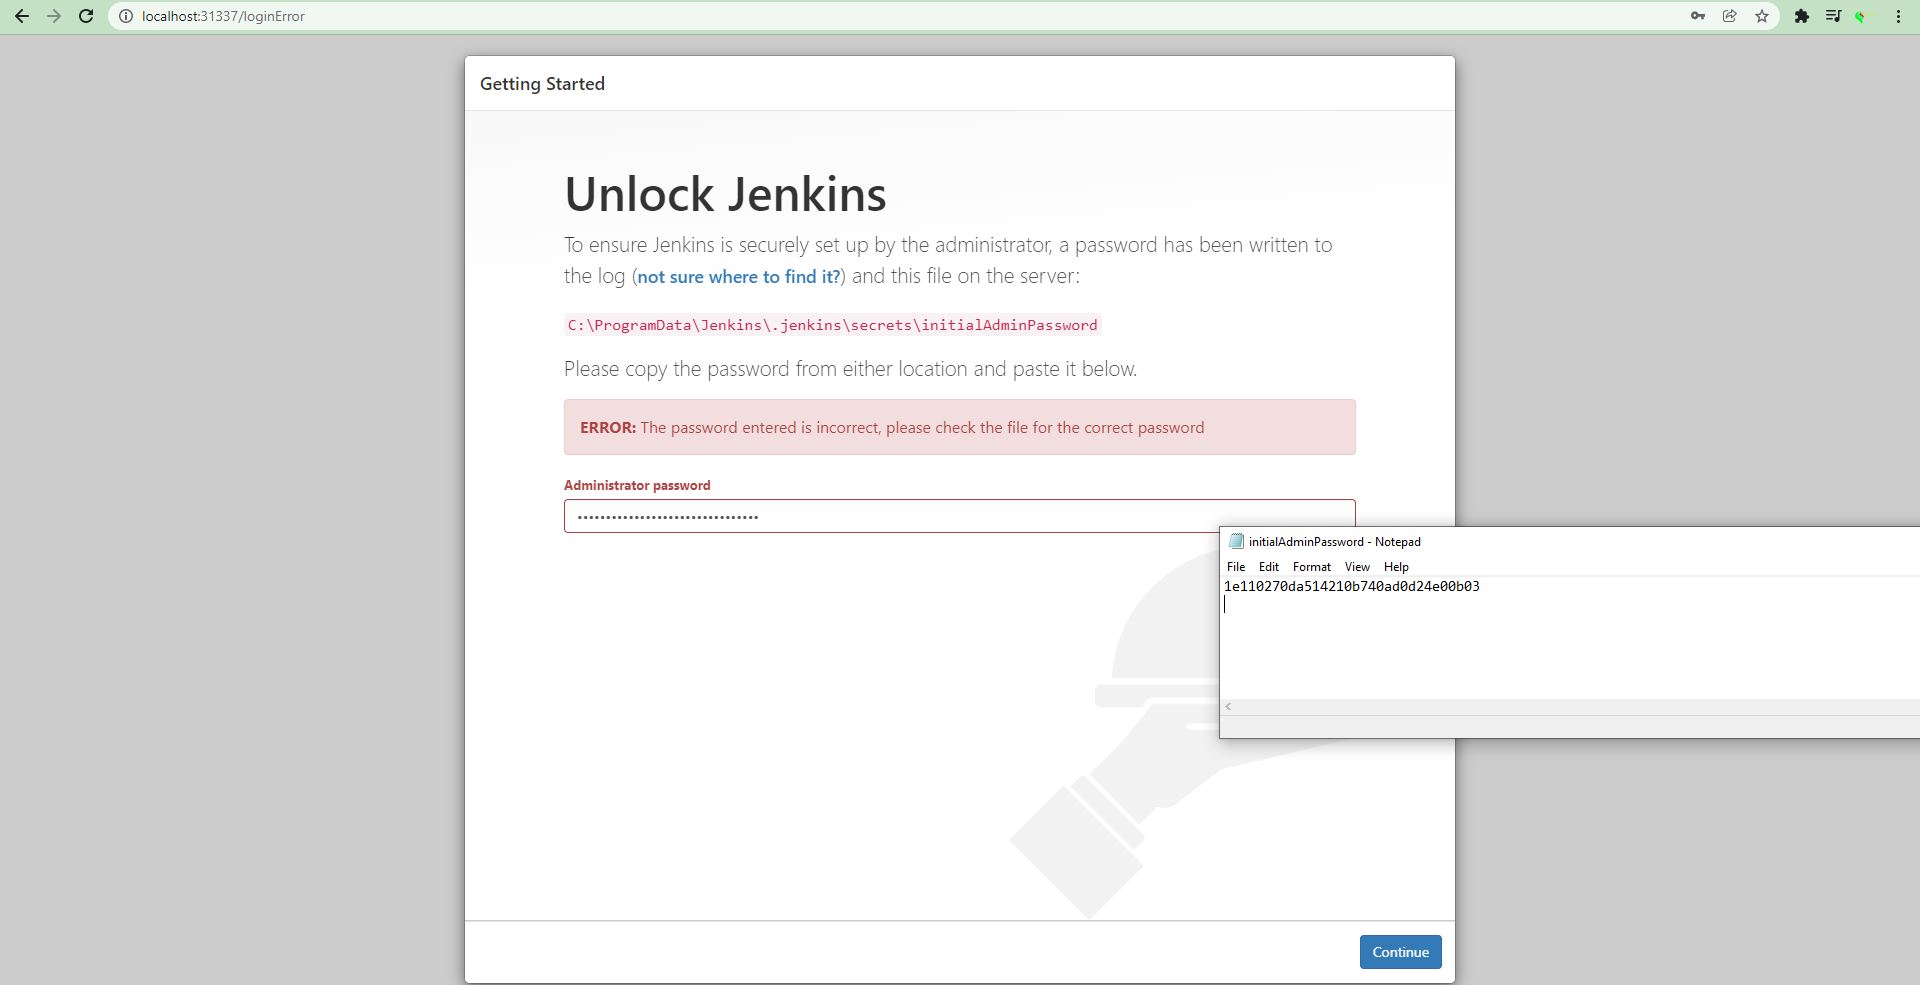 localhost:31337/loginError
Getting Started
Unlock Jenkins
To ensure Jenkins is securely set up by the administrator, a password has been written to
the log (not sure where to find it?) and this file on the server:
C:\ProgramData\Jenkins\.jenkins\secrets\initialAdminPassword
Please copy the password from either location and paste it below.
ERROR: The password entered is incorrect, please check the file for the correct password
Administrator password
••••••••••••••••••••••••••••••••
initialAdminPassword - Notepad
File Edit Format View Help
1e110270da514210b740ad0d24e00b03
Continue